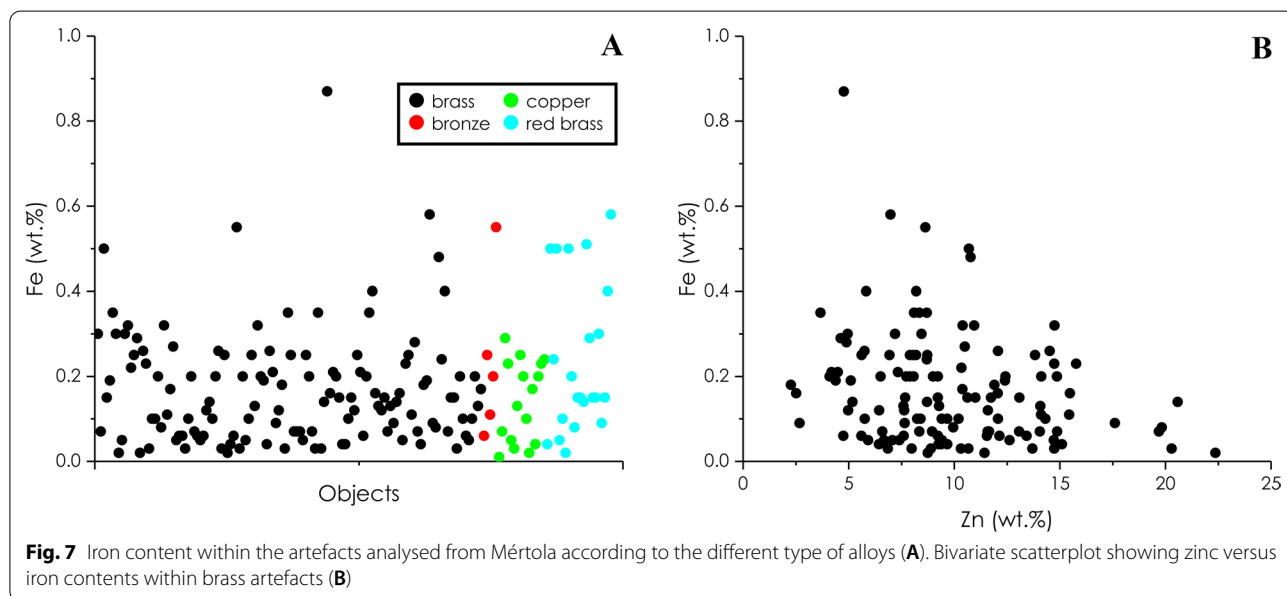 A
1.0
0.8
0.6
0.4
0.2
0.0
Fe (wt.%)
brass
copper
bronze
red brass
Objects
B
1.0
0.8
0.6
0.4
0.2
0.0
Fe (wt.%)
0 5 10 15 20 25
Zn (wt.%)
Fig. 7 Iron content within the artefacts analysed from Mértola according to the different type of alloys (A). Bivariate scatterplot showing zinc versus
iron contents within brass artefacts (B)